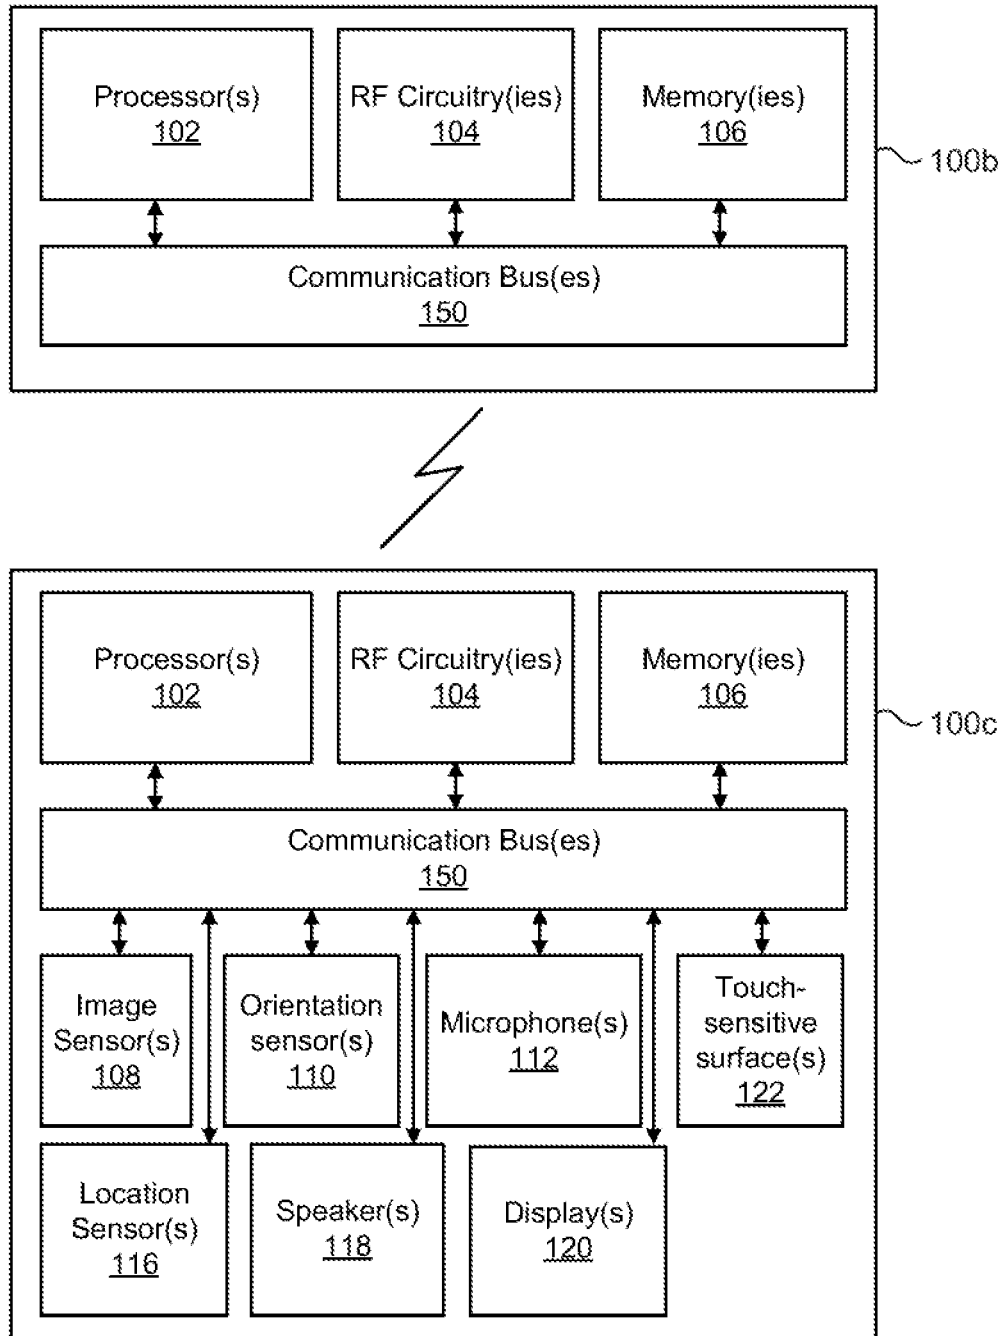 Processor(s)
102
RF Circuitry(ies)
104
Memory(ies)
106
100b
Communication Bus(es)
150
Processor(s)
102
RF Circuitry(ies)
104
Memory(ies)
106
100c
Communication Bus(es)
150
Image
Sensor(s)
108
Orientation
sensor(s)
110
Microphone(s)
112
Touch-
sensitive
surface(s)
122
Location
Sensor(s)
116
Speaker(s)
118
Display(s)
120